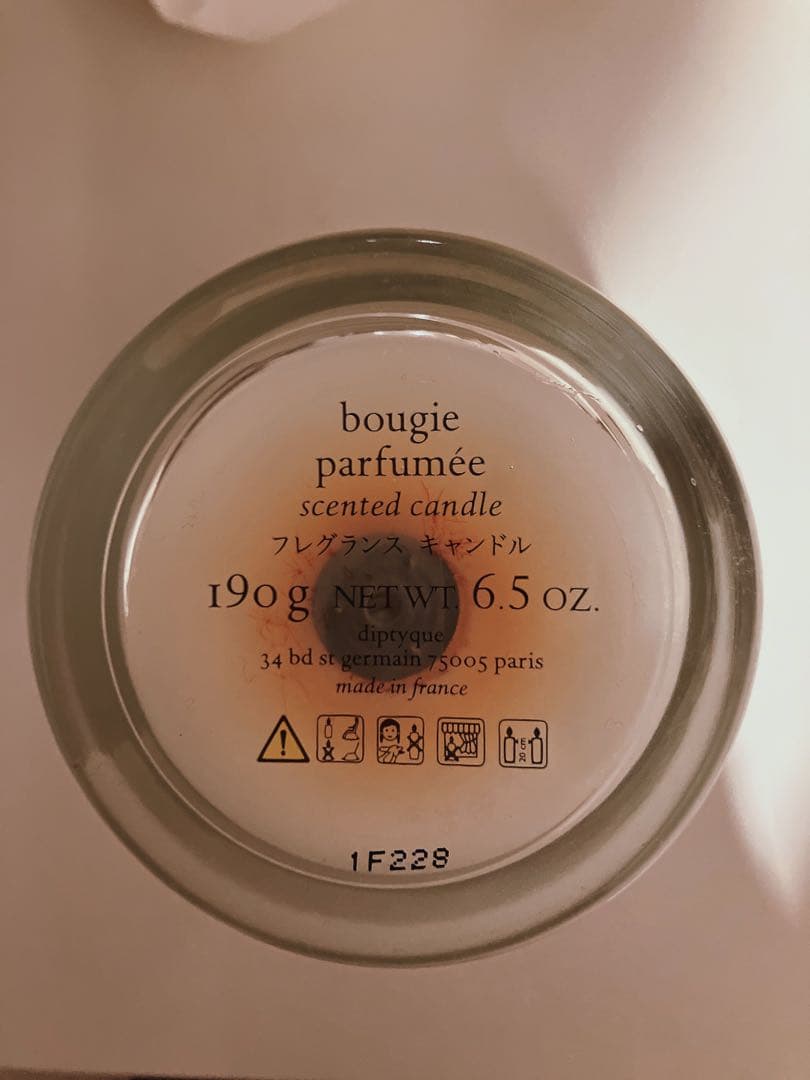 bougie
parfumée
scented candle
フレグランス キャンドル
190 g NET WT. 6.5 OZ.
diptyque
34 bd st germain 75005 paris
made in france
1F228